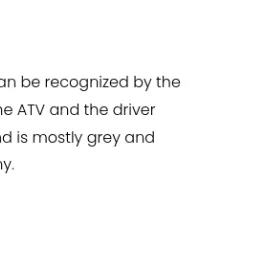 an be recognized by the
ne ATV and the driver
nd is mostly grey and
ny.